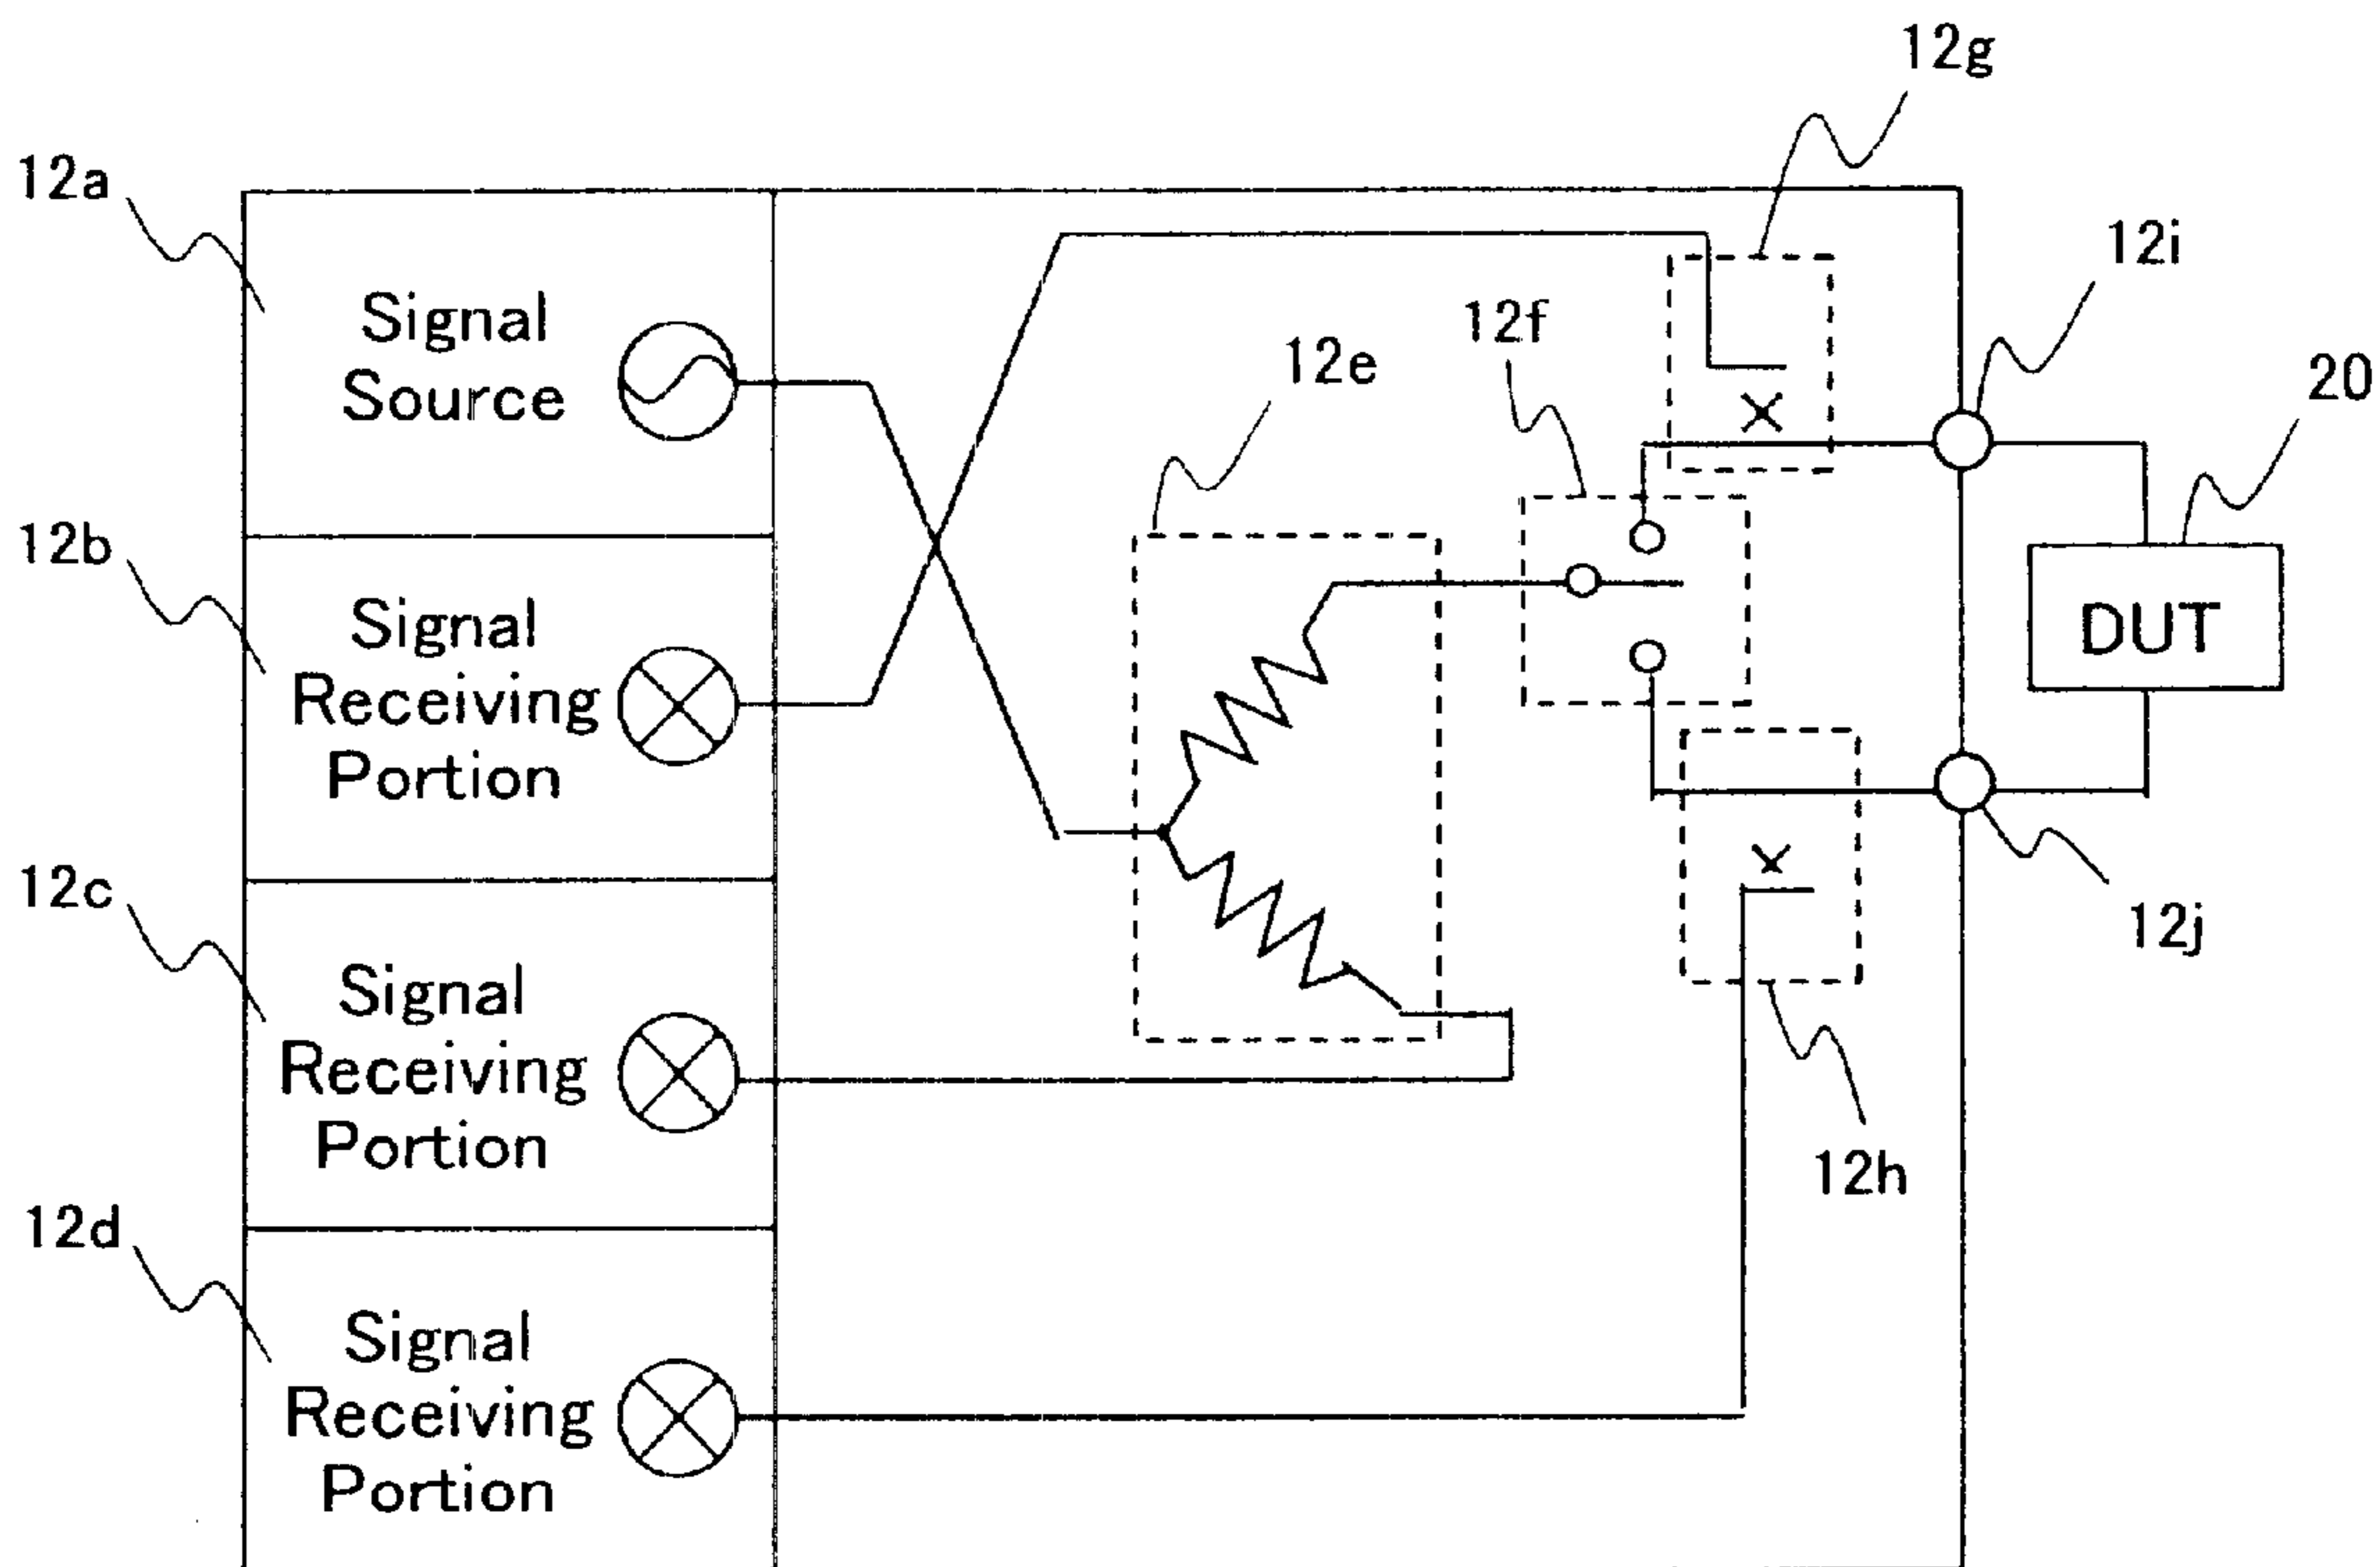 12g
12a
12i
Signal
Source
12f
20
12e
12b
Signal
Receiving
Portion
DUT
12c
12j
Signal
Receiving
Portion
12h
12d
Signal
Receiving
Portion